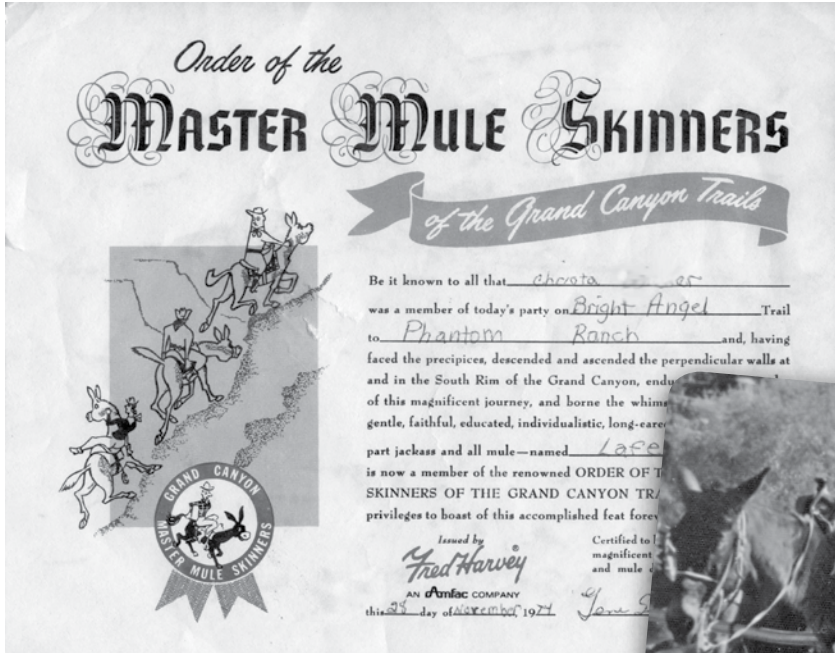 Order of the
MASTER MULE SKINNERS
of the Grand Canyon Trails
Be it known to all that Christa
was a member of today's party on Bright Angel Trail
to Phantom Ranch and, having
faced the precipices, descended and ascended the perpendicular walls at
and in the South Rim of the Grand Canyon,
of this magnificent journey, and borne the
gentle, faithful, educated, individualistic,
part jackass and all mule—named
is now a member of the renowned ORDER OF
SKINNERS OF THE GRAND CANYON
privileges to boast of this accomplished feat
GRAND CANYON
MASTER MULE SKINNERS
Issued by
Fred Harvey®
AN Amfac COMPANY
this 28 day of November, 1974
Certified to
magnificent
and mule
Gene